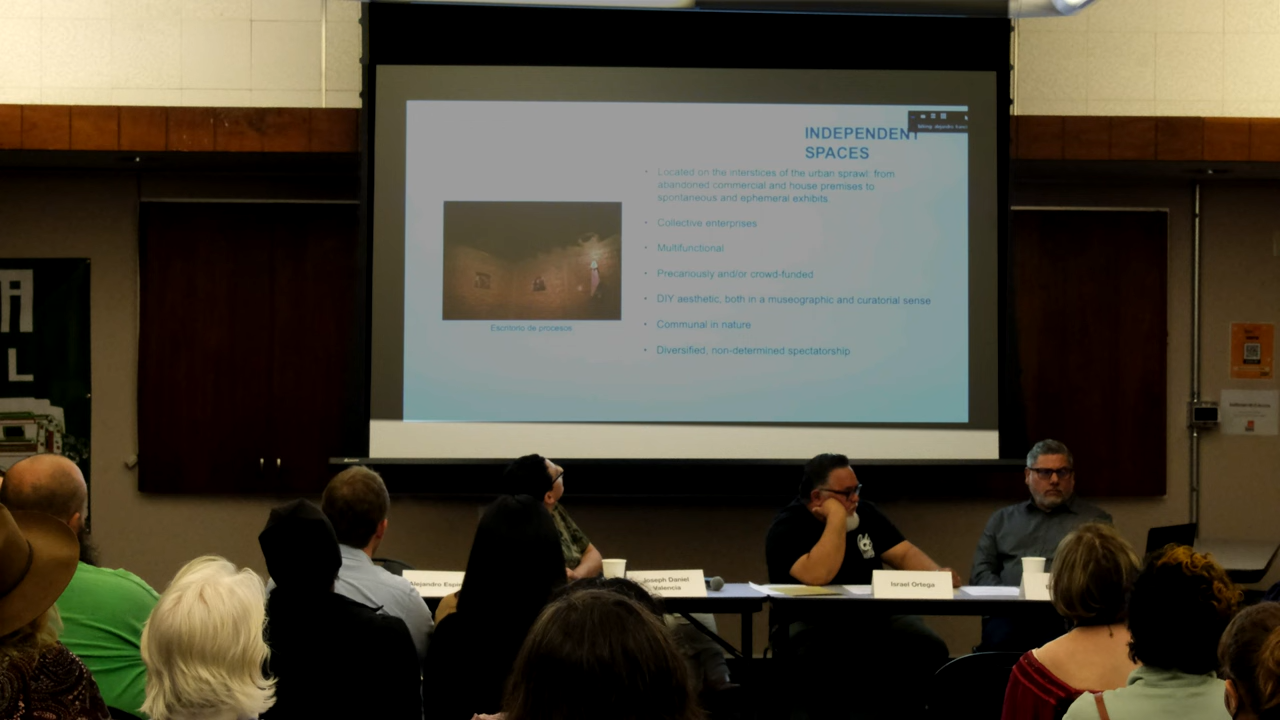 INDEPENDENT
SPACES
• Located on the interstices of the urban sprawl: from
abandoned commercial and house premises to
spontaneous and ephemeral exhibits
• Collective enterprises
• Multifunctional
• Precariously and/or crowd-funded
• DIY aesthetic, both in a museographic and curatorial sense
• Communal in nature
• Diversified, non-determined spectatorship
Escritorio de procesos
L
Alejandro
Joseph Daniel
Valencia
Israel Ortega